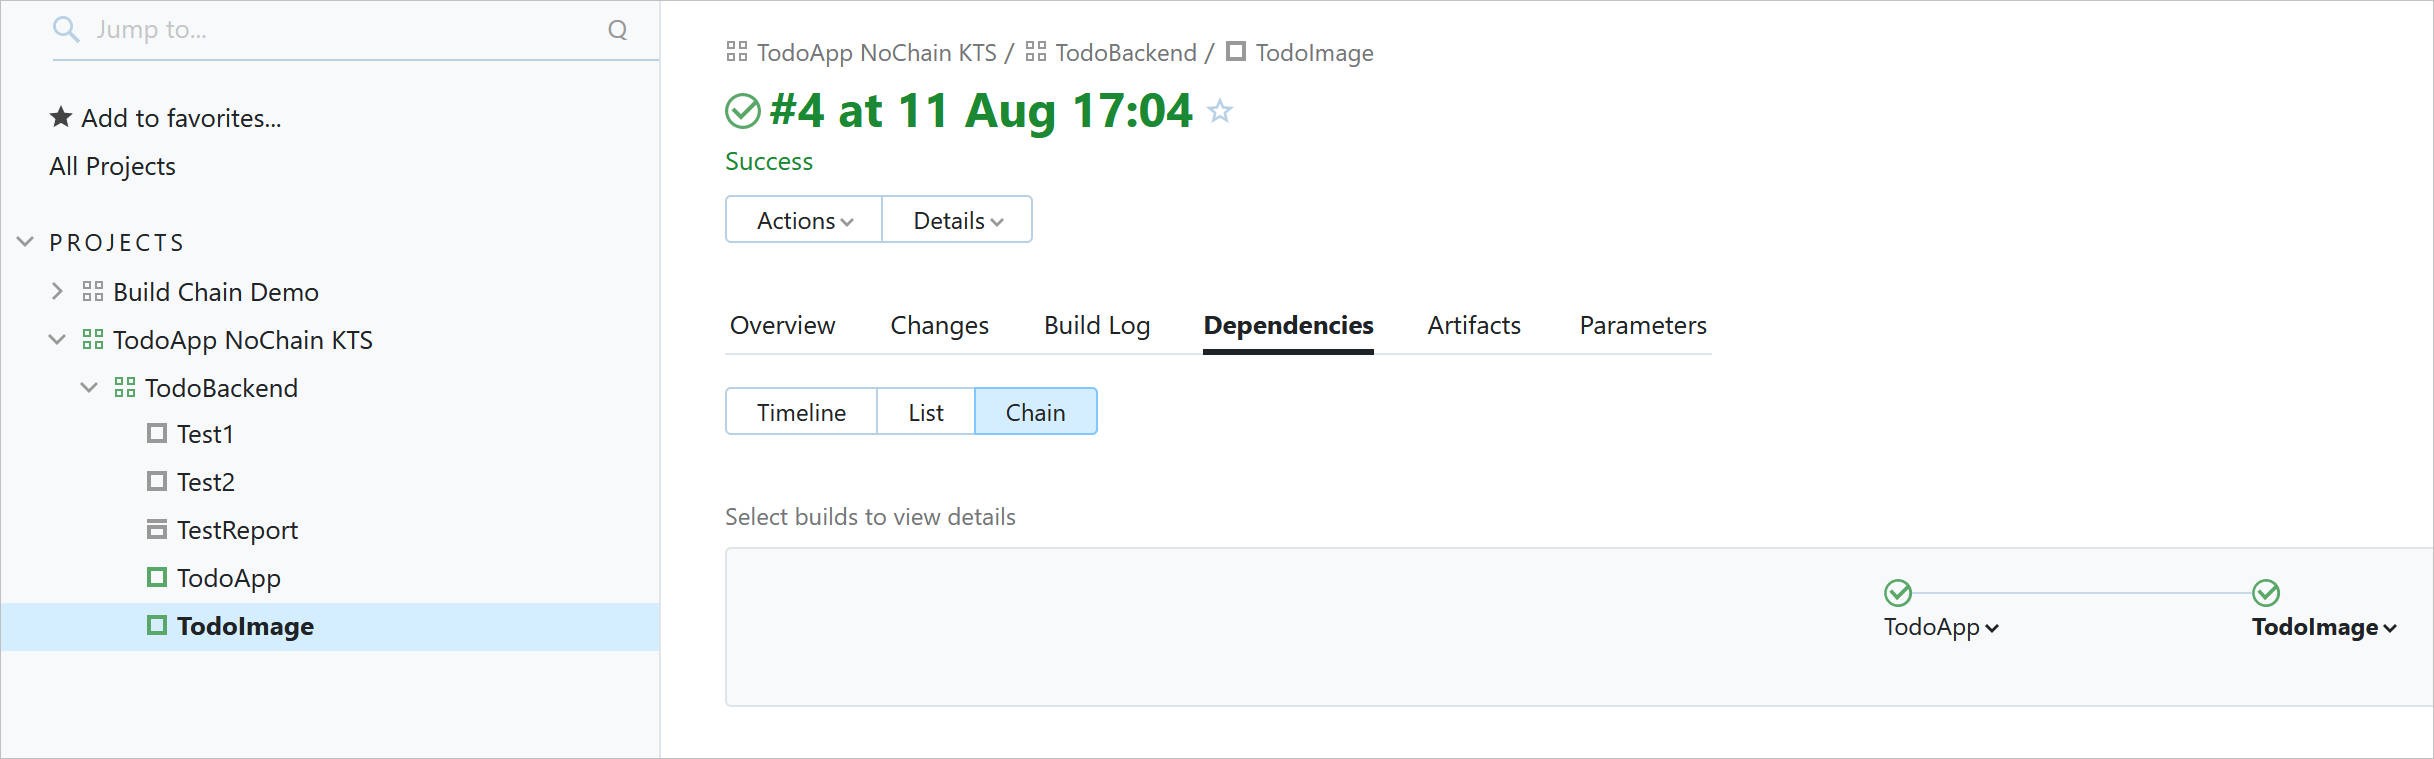 Jump to... Q
Add to favorites...
All Projects
PROJECTS
Build Chain Demo
TodoApp NoChain KTS
TodoBackend
Test1
Test2
TestReport
TodoApp
TodoImage
TodoApp NoChain KTS / TodoBackend / TodoImage
#4 at 11 Aug 17:04
Success
Actions Details
Overview Changes Build Log Dependencies Artifacts Parameters
Timeline List Chain
Select builds to view details
TodoApp TodoImage